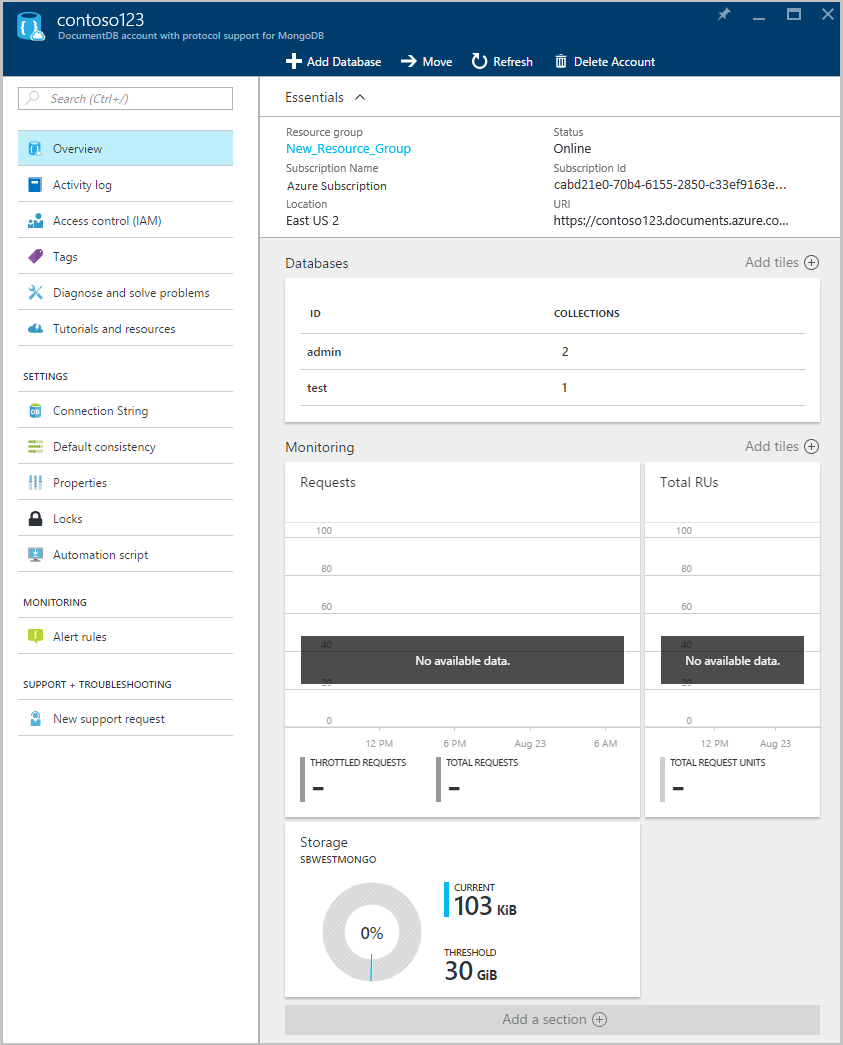 contoso123
DocumentDB account with protocol support for MongoDB
Add Database Move Refresh Delete Account
Search (Ctrl+/)
Overview
Activity log
Access control (IAM)
Tags
Diagnose and solve problems
Tutorials and resources
SETTINGS
Connection String
Default consistency
Properties
Locks
Automation script
MONITORING
Alert rules
SUPPORT + TROUBLESHOOTING
New support request
Essentials
Resource group
New_Resource_Group
Subscription Name
Azure Subscription
Location
East US 2
Status
Online
Subscription Id
cabd21e0-70b4-6155-2850-c33ef9163e...
URI
https://contoso123.documents.azure.co...
Databases Add tiles
ID COLLECTIONS
admin 2
test 1
Monitoring Add tiles
Requests
100
80
60
40
No available data.
20
0
12 PM 6 PM Aug 23 6 AM
THROTTLED REQUESTS TOTAL REQUESTS
– –
Total RUs
100
80
60
40
No available data.
20
0
12 PM Aug 23
TOTAL REQUEST UNITS
–
Storage
SBWESTMONGO
0%
CURRENT
103 KiB
THRESHOLD
30 GiB
Add a section